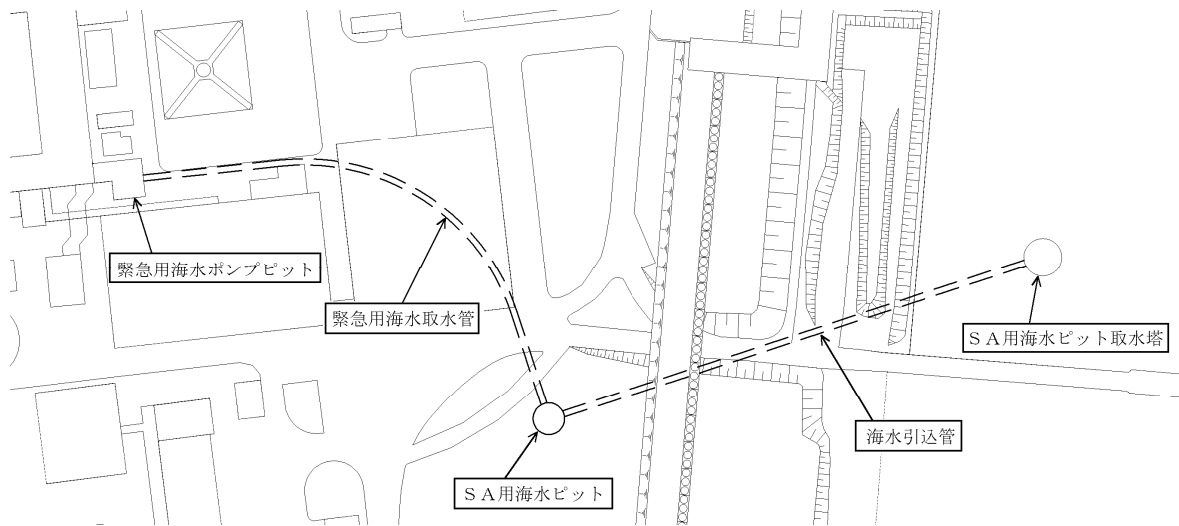 緊急用海水ポンプピット
緊急用海水取水管
ＳＡ用海水ピット取水塔
海水引込管
ＳＡ用海水ピット